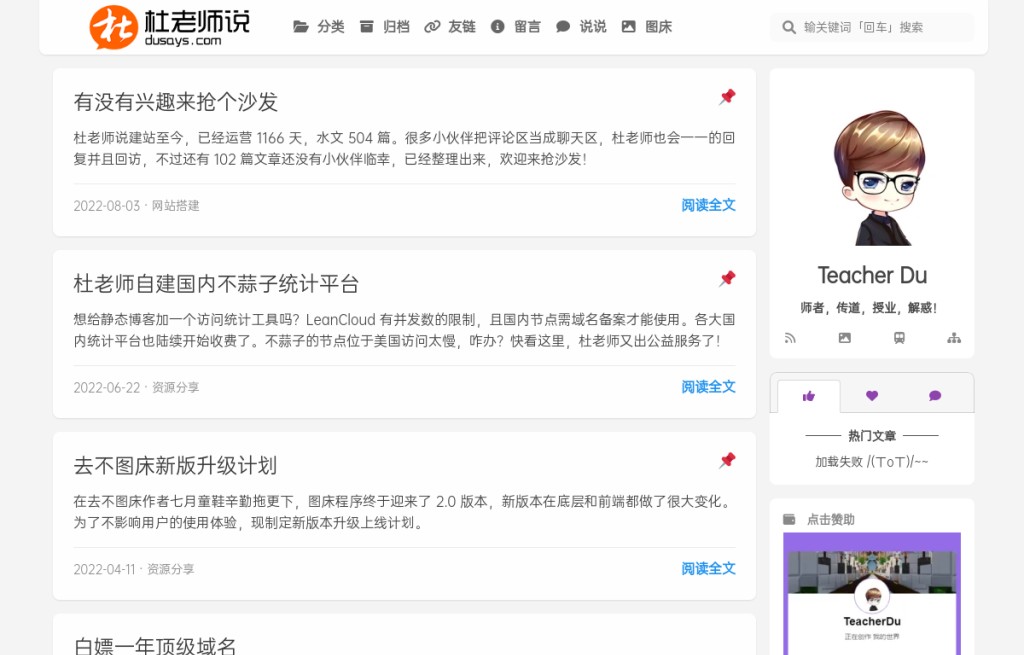 杜 杜老师说
dusays.com
分类 归档 友链 留言 说说 图床
输关键词「回车」搜索
有没有兴趣来抢个沙发
杜老师说建站至今，已经运营 1166 天，水文 504 篇。很多小伙伴把评论区当成聊天区，杜老师也会一一的回
复并且回访，不过还有 102 篇文章还没有小伙伴临幸，已经整理出来，欢迎来抢沙发！
2022-08-03 · 网站搭建
阅读全文
杜老师自建国内不蒜子统计平台
想给静态博客加一个访问统计工具吗？LeanCloud 有并发数的限制，且国内节点需域名备案才能使用。各大国
内统计平台也陆续开始收费了。不蒜子的节点位于美国访问太慢，咋办？快看这里，杜老师又出公益服务了！
2022-06-22 · 资源分享
阅读全文
去不图床新版升级计划
在去不图床作者七月童鞋辛勤拖更下，图床程序终于迎来了 2.0 版本，新版本在底层和前端都做了很大变化。
为了不影响用户的使用体验，现制定新版本升级上线计划。
2022-04-11 · 资源分享
阅读全文
白嫖一年顶级域名
Teacher Du
师者，传道，授业，解惑！
热门文章
加载失败 /(ToT)/~~
点击赞助
TeacherDu
正在创作 我的世界